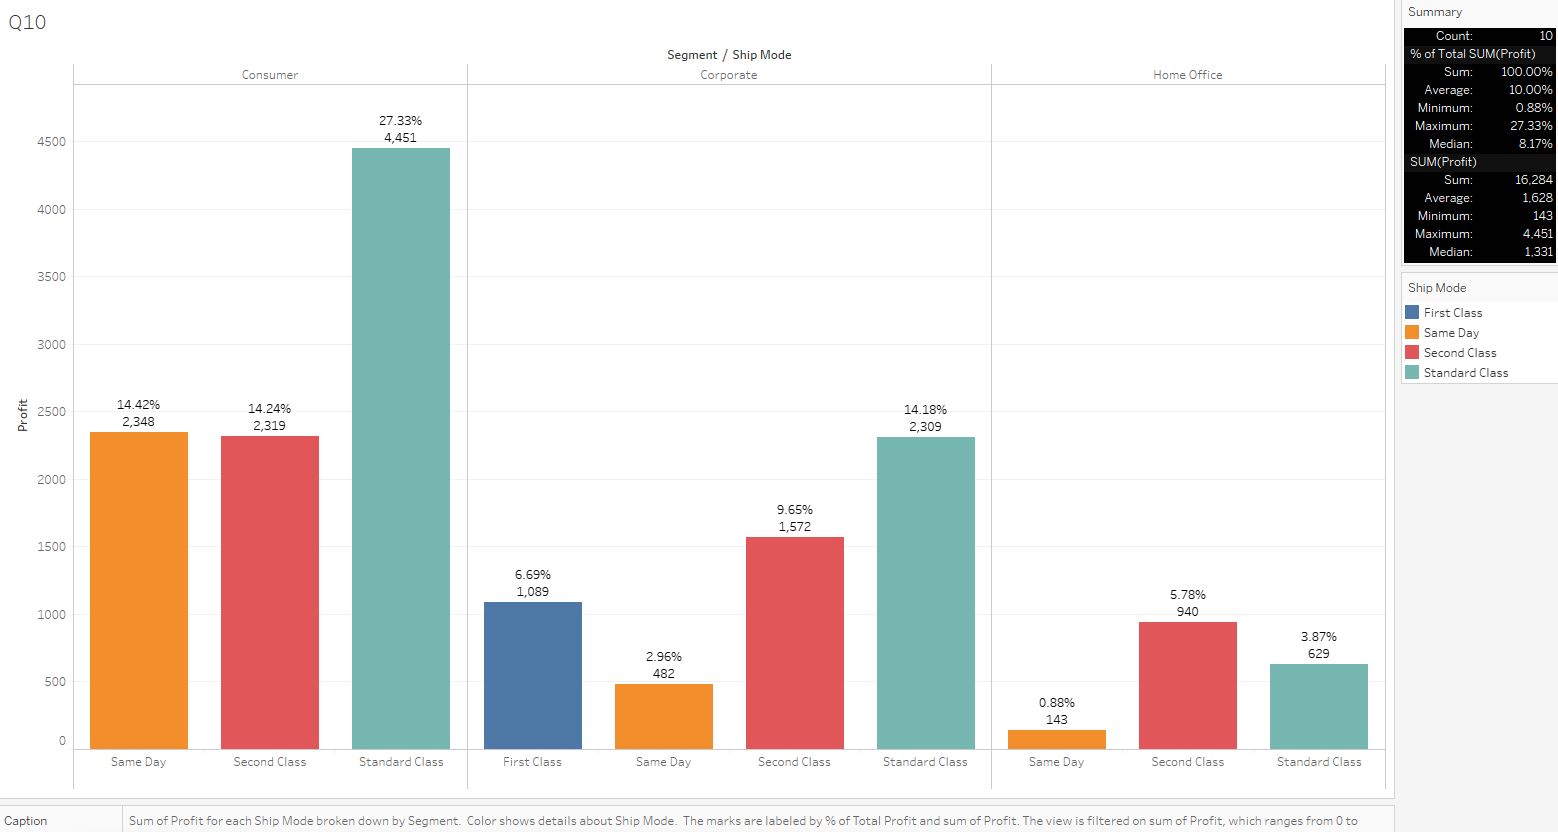 Q10
Segment / Ship Mode
Consumer
Corporate
Home Office
Profit
4500
4000
3500
3000
2500
2000
1500
1000
500
0
14.42%
2,348
14.24%
2,319
27.33%
4,451
6.69%
1,089
2.96%
482
9.65%
1,572
14.18%
2,309
0.88%
143
5.78%
940
3.87%
629
Same Day
Second Class
Standard Class
First Class
Same Day
Second Class
Standard Class
Same Day
Second Class
Standard Class
Summary
Count: 10
% of Total SUM(Profit)
Sum: 100.00%
Average: 10.00%
Minimum: 0.88%
Maximum: 27.33%
Median: 8.17%
SUM(Profit)
Sum: 16,284
Average: 1,628
Minimum: 143
Maximum: 4,451
Median: 1,331
Ship Mode
First Class
Same Day
Second Class
Standard Class
Caption
Sum of Profit for each Ship Mode broken down by Segment. Color shows details about Ship Mode. The marks are labeled by % of Total Profit and sum of Profit. The view is filtered on sum of Profit, which ranges from 0 to